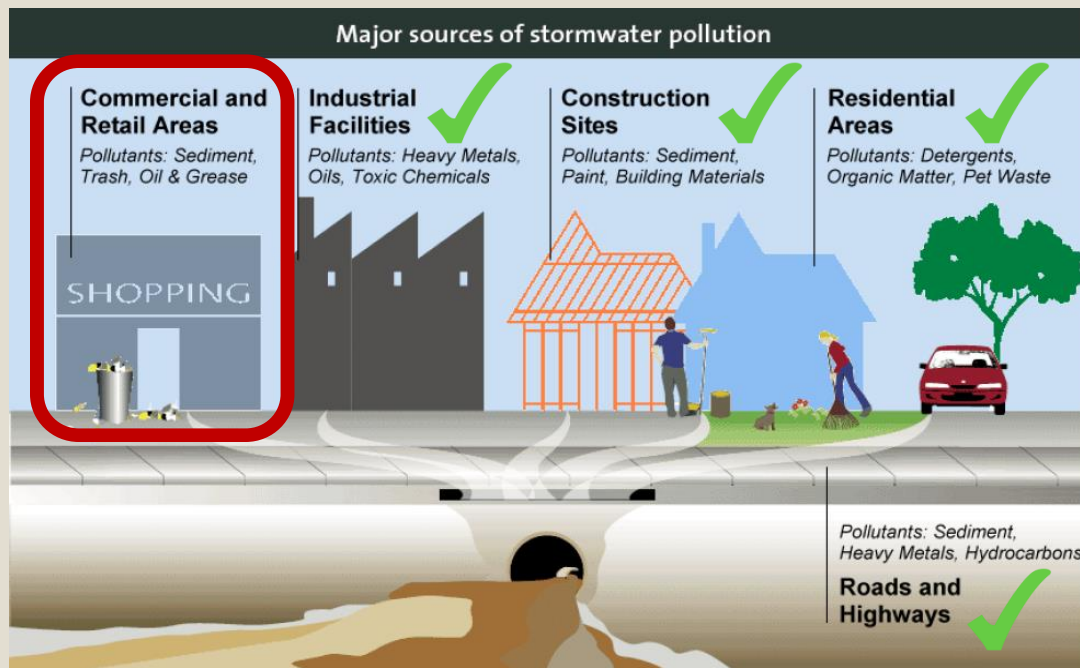 Major sources of stormwater pollution
Commercial and
Retail Areas
Pollutants: Sediment,
Trash, Oil & Grease
Industrial
Facilities
Pollutants: Heavy Metals,
Oils, Toxic Chemicals
Construction
Sites
Pollutants: Sediment,
Paint, Building Materials
Residential
Areas
Pollutants: Detergents,
Organic Matter, Pet Waste
SHOPPING
Pollutants: Sediment,
Heavy Metals, Hydrocarbons
Roads and
Highways